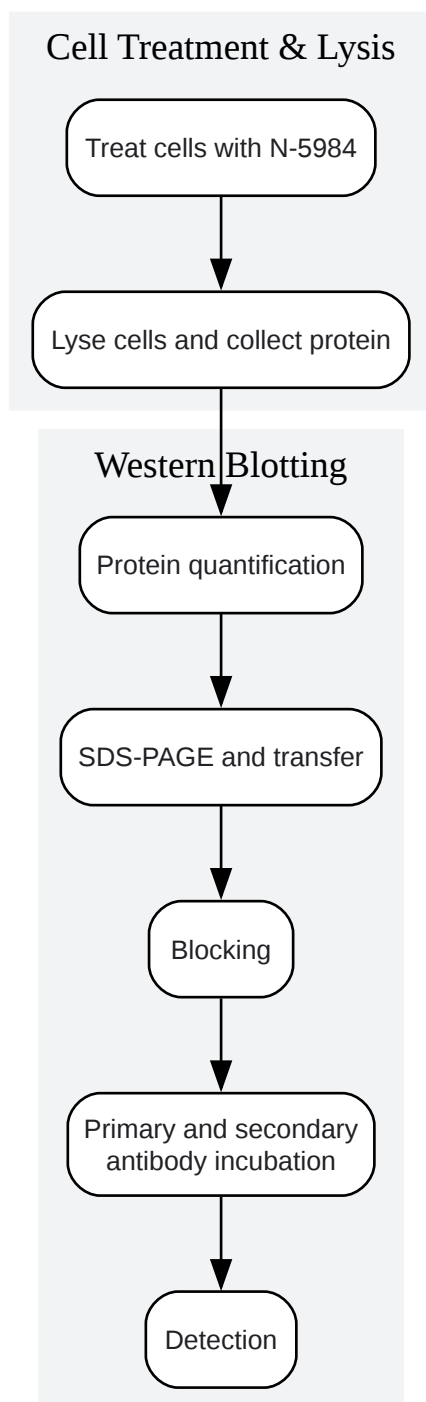 Cell Treatment & Lysis
Treat cells with N-5984
Lyse cells and collect protein
Western Blotting
Protein quantification
SDS-PAGE and transfer
Blocking
Primary and secondary
antibody incubation
Detection